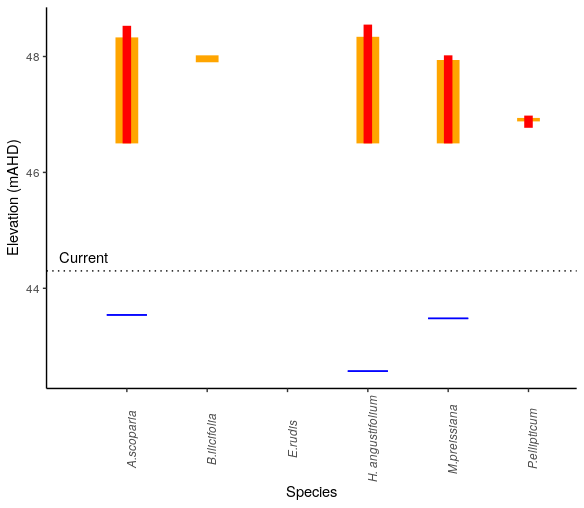 Elevation (mAHD)
48
46
44
Current
A.scoparia
B.ilicifolia
E.rudis
H. angustifolium
M.preissiana
P.ellipticum
Species